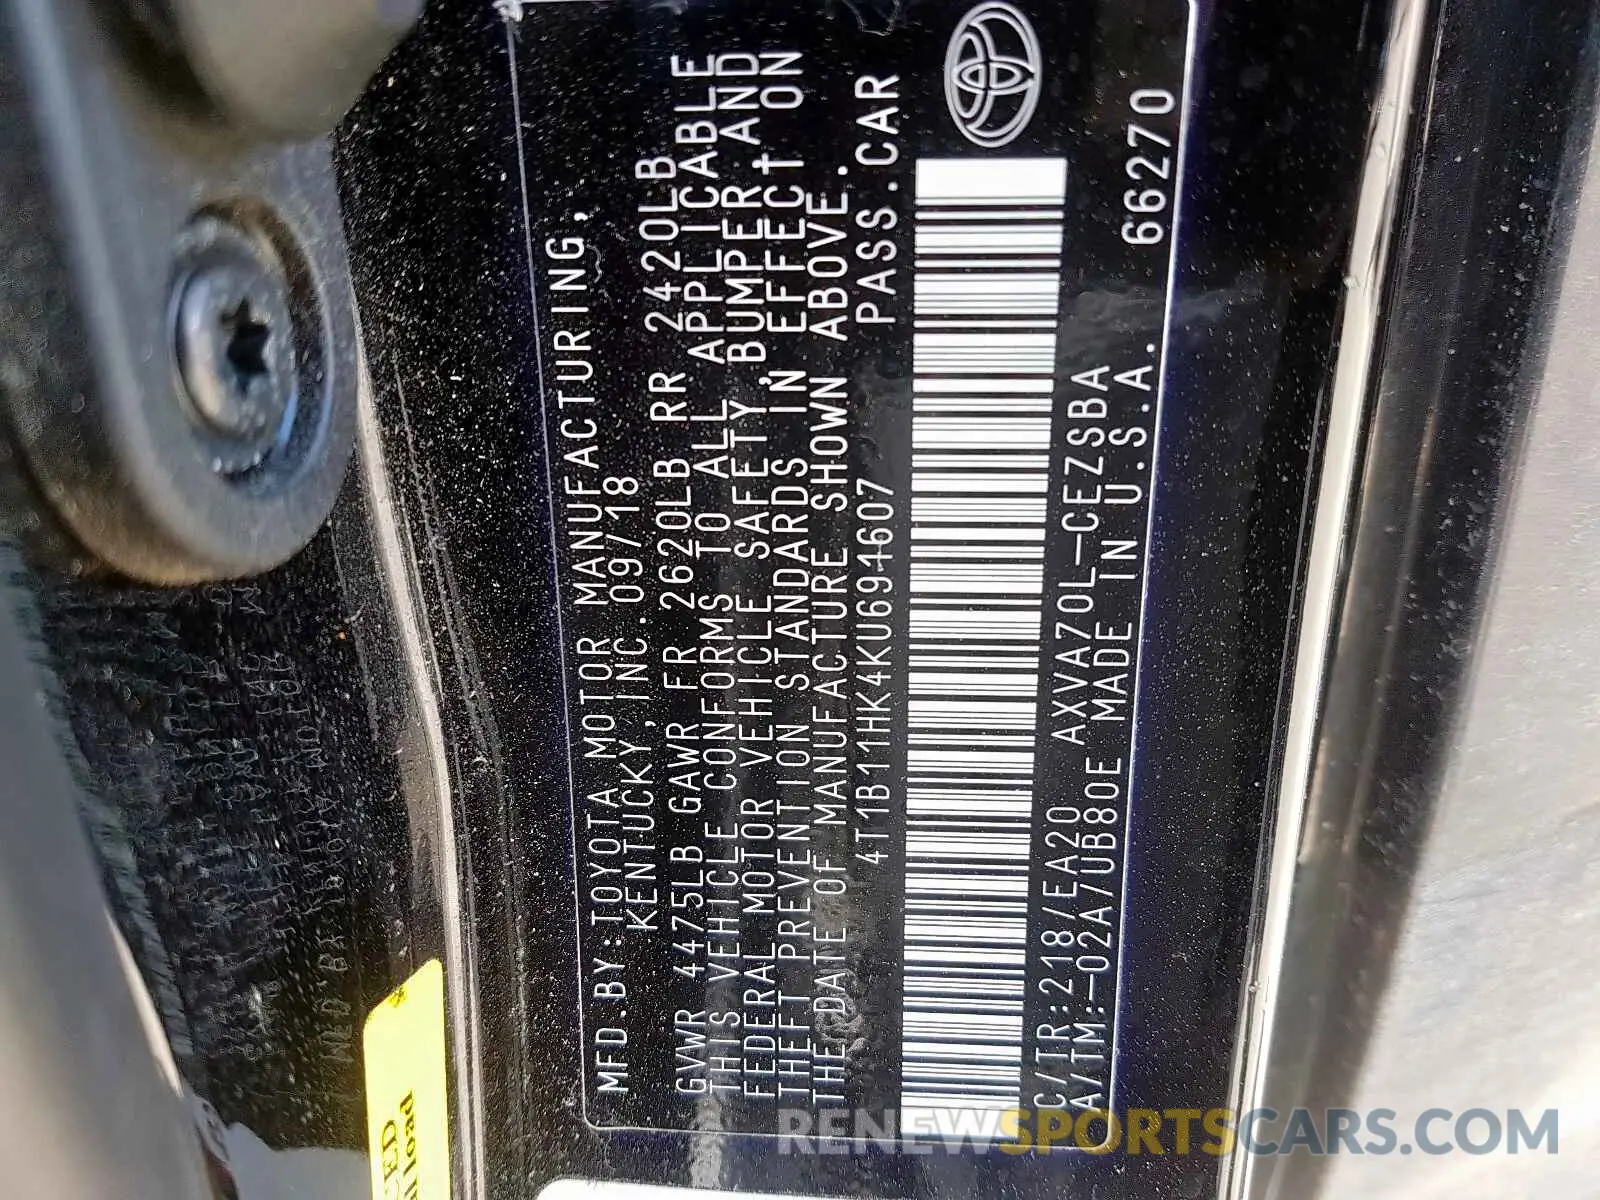 MFD.BY:TOYOTA MOTOR MANUFACTURING,
KENTUCKY,INC.09/18
GVWR 4475LB GAWR FR 2620LB RR 2420LB
THIS VEHICLE CONFORMS TO ALL APPLICABLE
FEDERAL MOTOR VEHICLE SAFETY, BUMPER, AND
THEFT PREVENTION STANDARDS IN EFFECT ON
THE DATE OF MANUFACTURE SHOWN ABOVE.
4T1B11HK4KU691607 PASS.CAR
C/TR:218/EA20 AXVA70L-CEZSBA
A/TM:-02A/UB80E MADE IN U.S.A. 66270
load
RENEWSPORTSCARS.COM